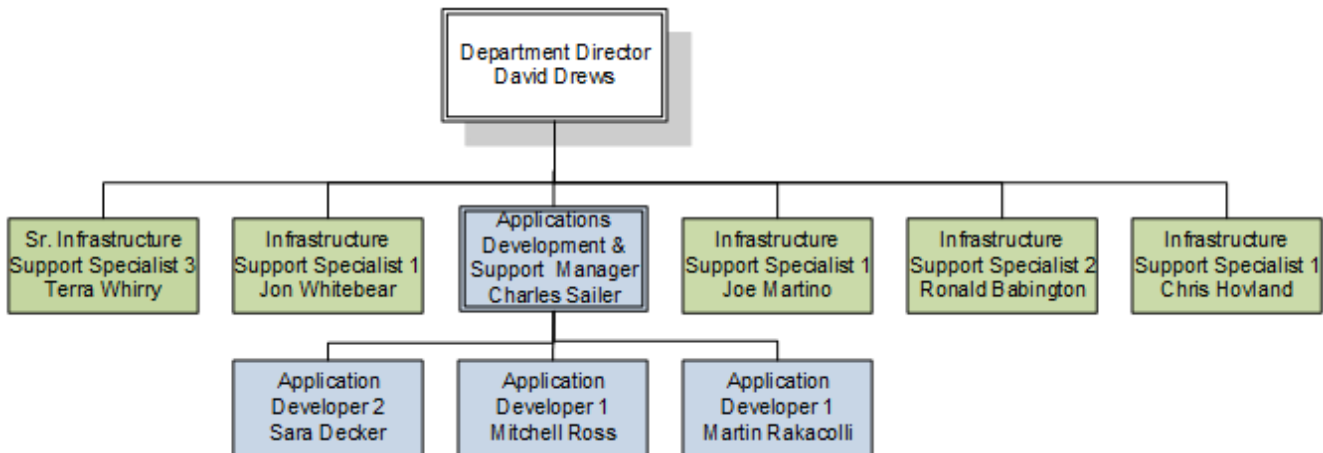 Department Director
David Drews
Sr. Infrastructure
Support Specialist 3
Terra Whirry
Infrastructure
Support Specialist 1
Jon Whitebear
Applications
Development &
Support Manager
Charles Sailer
Infrastructure
Support Specialist 1
Joe Martino
Infrastructure
Support Specialist 2
Ronald Babington
Infrastructure
Support Specialist 1
Chris Hovland
Application
Developer 2
Sara Decker
Application
Developer 1
Mitchell Ross
Application
Developer 1
Martin Rakacolli